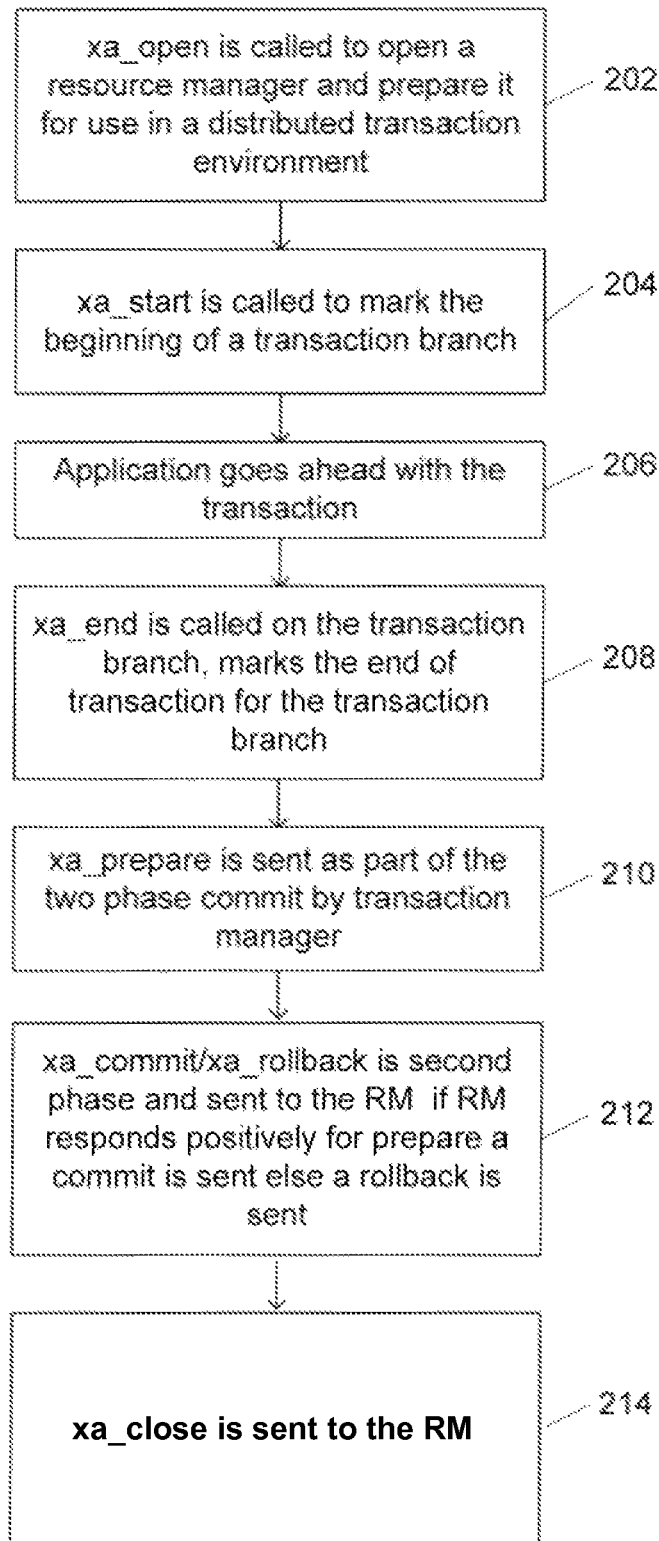 xa_open is called to open a
resource manager and prepare it
for use in a distributed transaction
environment
202
xa_start is called to mark the
beginning of a transaction branch
204
Application goes ahead with the
transaction
206
xa_end is called on the transaction
branch, marks the end of
transaction for the transaction
branch
208
xa_prepare is sent as part of the
two phase commit by transaction
manager
210
xa_commit/xa_rollback is second
phase and sent to the RM if RM
responds positively for prepare a
commit is sent else a rollback is
sent
212
xa_close is sent to the RM
214